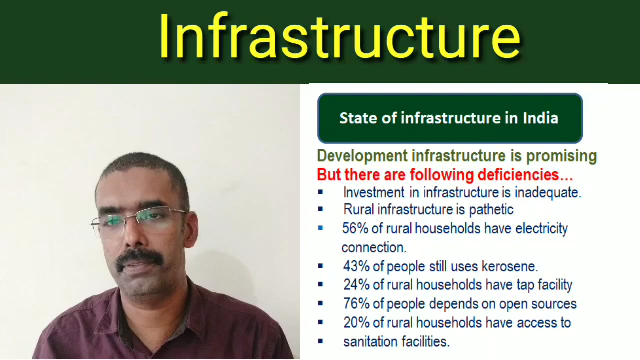 Infrastructure
State of infrastructure in India
Development infrastructure is promising
But there are following deficiencies...
▪ Investment in infrastructure is inadequate.
▪ Rural infrastructure is pathetic
▪ 56% of rural households have electricity
connection.
▪ 43% of people still uses kerosene.
▪ 24% of rural households have tap facility
▪ 76% of people depends on open sources
▪ 20% of rural households have access to
▪ sanitation facilities.